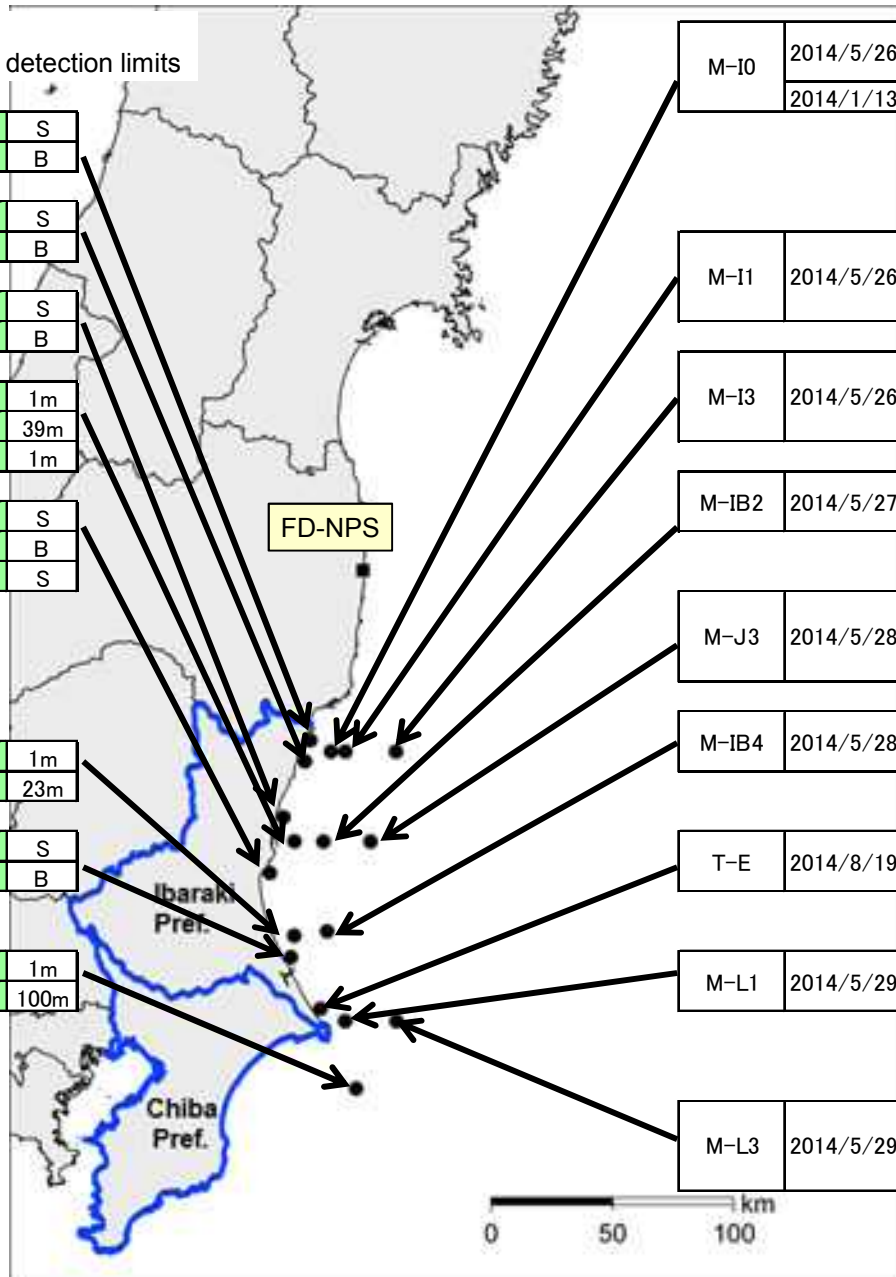 detection limits
S
B
S
B
S
B
1m
39m
1m
S
B
S
1m
23m
S
B
1m
100m
FD-NPS
Ibaraki
Pref.
Chiba
Pref.
M-I0 2014/5/26
2014/1/13
M-I1 2014/5/26
M-I3 2014/5/26
M-IB2 2014/5/27
M-J3 2014/5/28
M-IB4 2014/5/28
T-E 2014/8/19
M-L1 2014/5/29
M-L3 2014/5/29
km
0 50 100